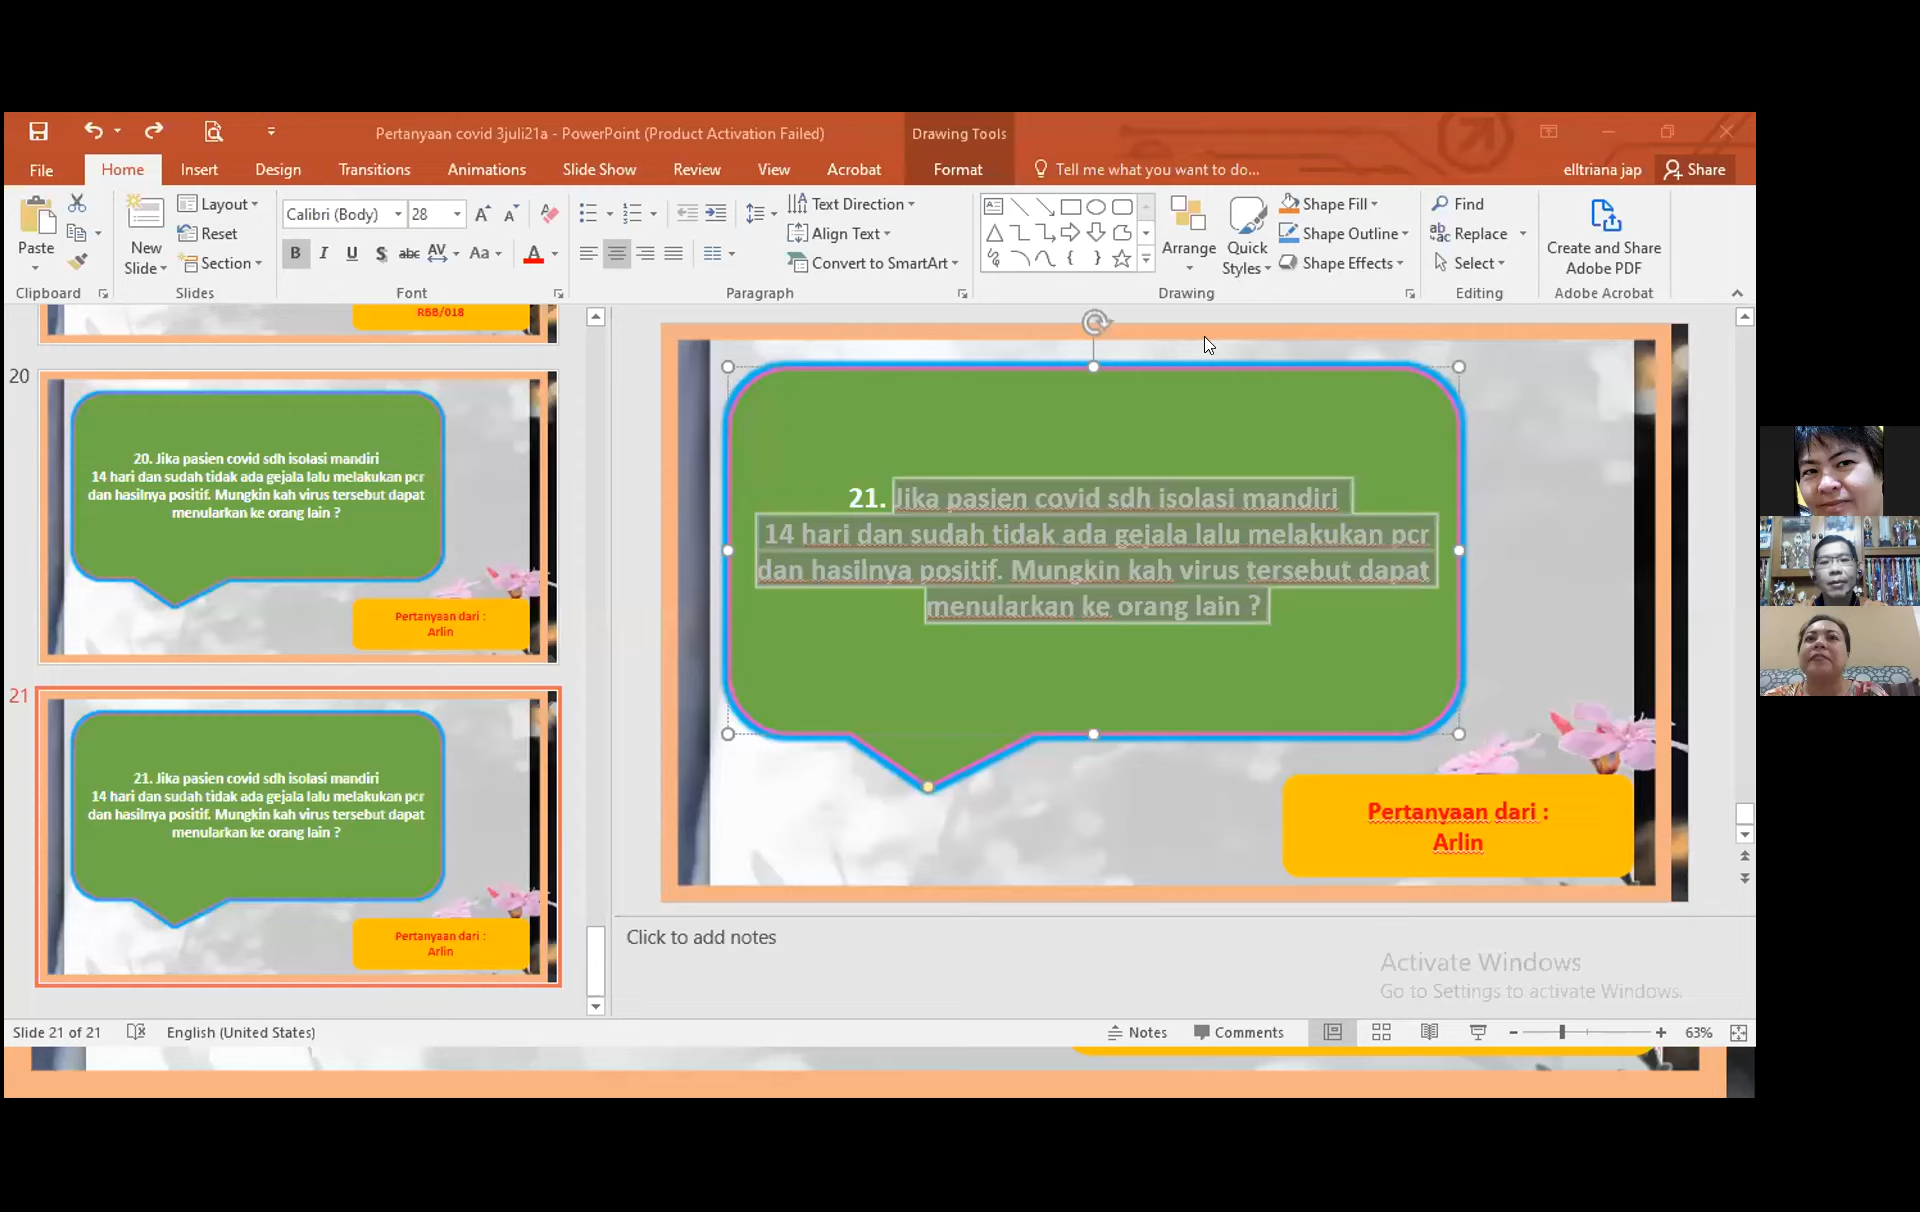 Pertanyaan covid 3juli21a - PowerPoint (Product Activation Failed)
Drawing Tools
File
Home
Insert
Design
Transitions
Animations
Slide Show
Review
View
Acrobat
Format
Tell me what you want to do...
elltriana jap
Share
Paste
Clipboard
New
Slide
Layout
Reset
Section
Slides
Calibri (Body)
28
B I U S abc AV Aa A
Font
Text Direction
Align Text
Convert to SmartArt
Paragraph
Arrange
Quick
Styles
Shape Fill
Shape Outline
Shape Effects
Drawing
Find
Replace
Select
Editing
Create and Share
Adobe PDF
Adobe Acrobat
RBB/018
20
20. Jika pasien covid sdh isolasi mandiri
14 hari dan sudah tidak ada gejala lalu melakukan pcr
dan hasilnya positif. Mungkin kah virus tersebut dapat
menularkan ke orang lain ?
Pertanyaan dari :
Arlin
21
21. Jika pasien covid sdh isolasi mandiri
14 hari dan sudah tidak ada gejala lalu melakukan pcr
dan hasilnya positif. Mungkin kah virus tersebut dapat
menularkan ke orang lain ?
Pertanyaan dari :
Arlin
21. Jika pasien covid sdh isolasi mandiri
14 hari dan sudah tidak ada gejala lalu melakukan pcr
dan hasilnya positif. Mungkin kah virus tersebut dapat
menularkan ke orang lain ?
Pertanyaan dari :
Arlin
Click to add notes
Activate Windows
Go to Settings to activate Windows.
Slide 21 of 21
English (United States)
Notes
Comments
63%